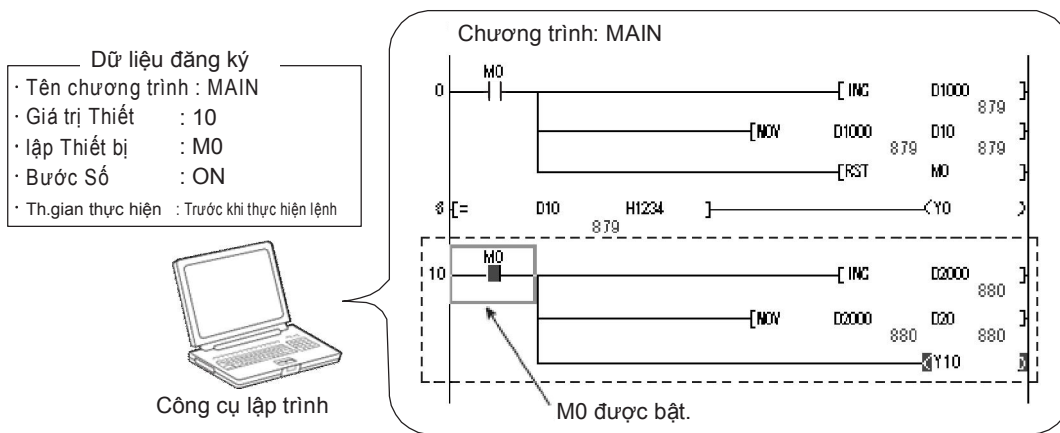 Dữ liệu đăng ký
· Tên chương trình : MAIN
· Giá trị Thiết : 10
· lập Thiết bị : M0
· Bước Số : ON
· Th.gian thực hiện : Trước khi thực hiện lệnh
Công cụ lập trình
Chương trình: MAIN
M0
0 [ INC D1000 ]
879
[MOV D1000 D10 ]
879 879
[RST M0 ]
6 [= D10 H1234 ] (Y0 )
879
M0
10 [ INC D2000 ]
880
[MOV D2000 D20 ]
880 880
(Y10 )
M0 được bật.